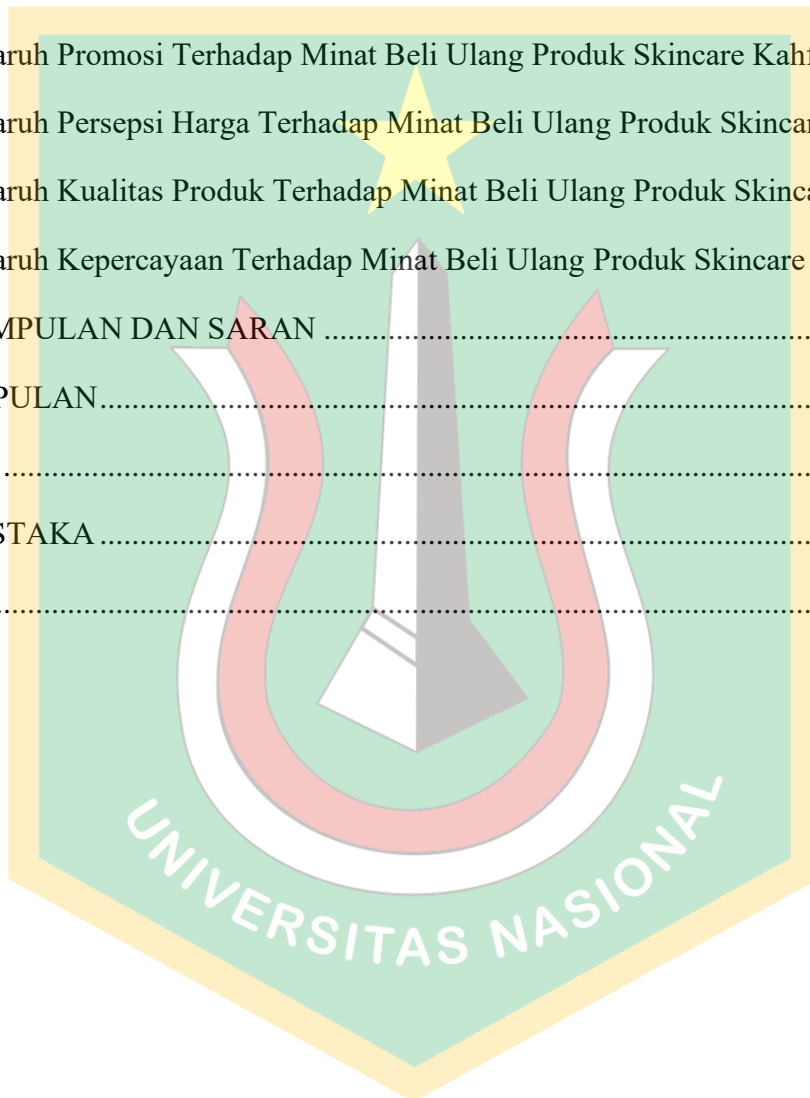 aruh Promosi Terhadap Minat Beli Ulang Produk Skincare Kahf
aruh Persepsi Harga Terhadap Minat Beli Ulang Produk Skincar
aruh Kualitas Produk Terhadap Minat Beli Ulang Produk Skinca
aruh Kepercayaan Terhadap Minat Beli Ulang Produk Skincare
MPULAN DAN SARAN ........................................................
PULAN....................................................................................
................................................................................................
STAKA ....................................................................................
................................................................................................
UNIVERSITAS NASIONAL